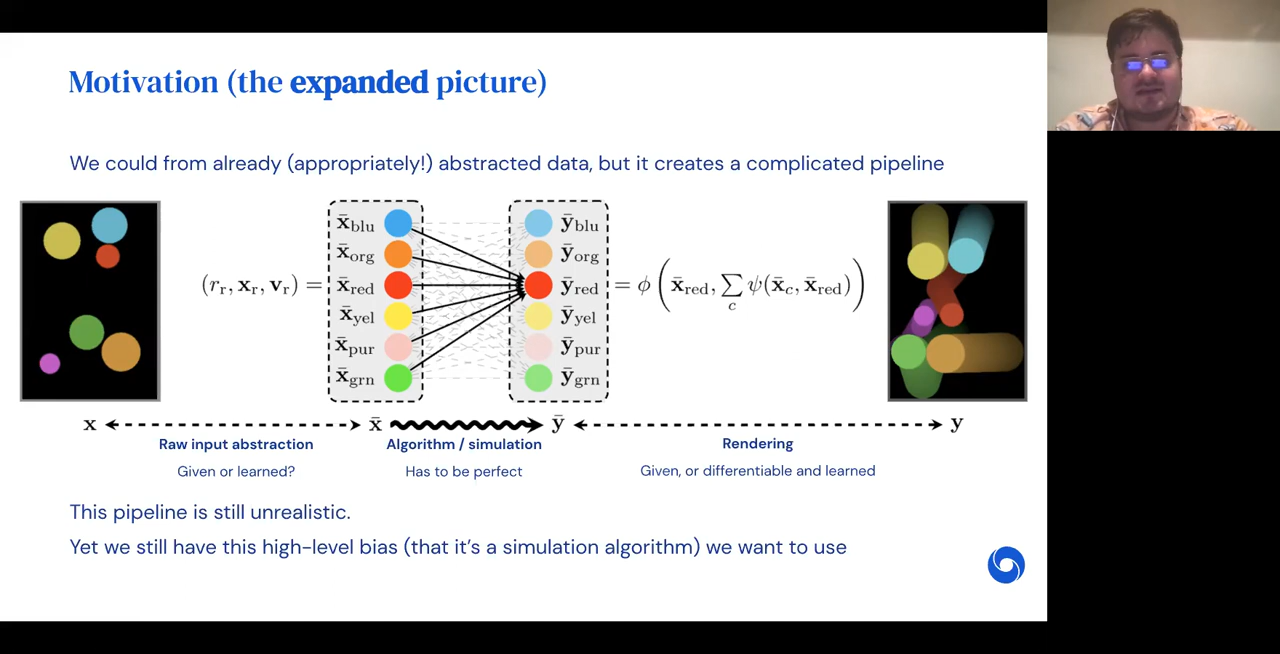 Motivation (the expanded picture)
We could from already (appropriately!) abstracted data, but it creates a complicated pipeline
x̄_blu ȳ_blu
x̄_org ȳ_org
(r_r, x_r, v_r) = x̄_red ȳ_red = ϕ(x̄_red, ∑_c ψ(x̄_c, x̄_red))
x̄_yel ȳ_yel
x̄_pur ȳ_pur
x̄_grn ȳ_grn
x x̄ ȳ y
Raw input abstraction Algorithm / simulation Rendering
Given or learned? Has to be perfect Given, or differentiable and learned
This pipeline is still unrealistic.
Yet we still have this high-level bias (that it's a simulation algorithm) we want to use